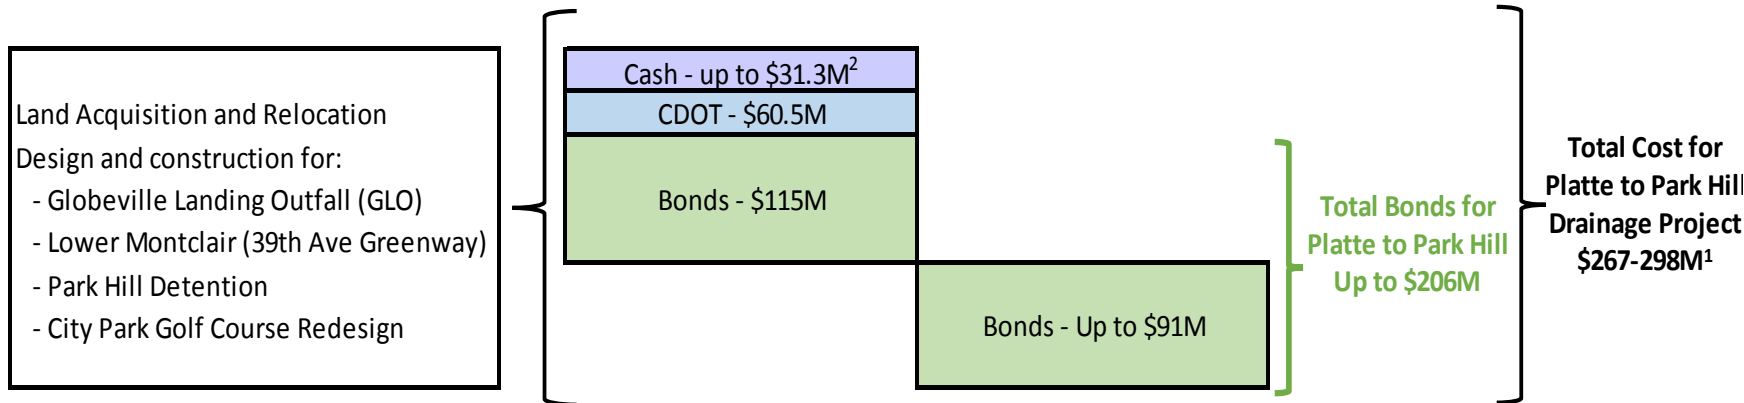 Land Acquisition and Relocation
Design and construction for:
- Globeville Landing Outfall (GLO)
- Lower Montclair (39th Ave Greenway)
- Park Hill Detention
- City Park Golf Course Redesign
Cash - up to $31.3M²
CDOT - $60.5M
Bonds - $115M
Bonds - Up to $91M
Total Bonds for
Platte to Park Hill
Up to $206M
Total Cost for
Platte to Park Hill
Drainage Project
$267-298M¹